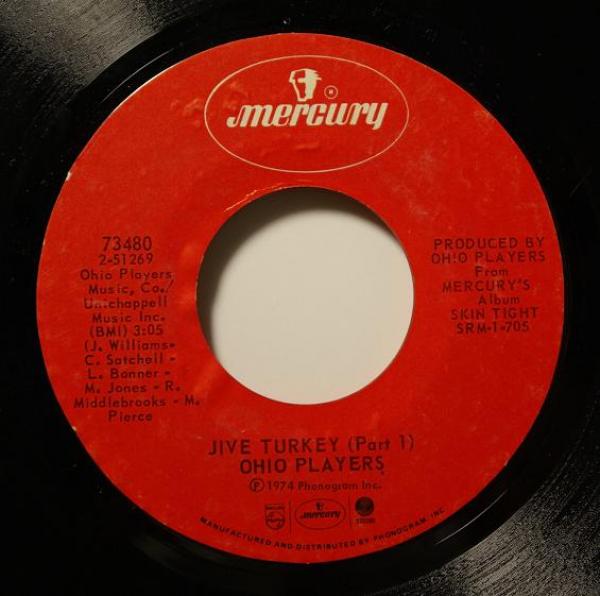 mercury
®
73480
2-51269
Ohio Players
Music, Co./
Unichappell
Music Inc.
(BMI) 3:05
(J. Williams-
C. Satchell-
L. Bonner-
M. Jones - R.
Middlebrooks - M.
Pierce
PRODUCED BY
OHIO PLAYERS
From
MERCURY'S
Album
SKIN TIGHT
SRM-1-705
JIVE TURKEY (Part 1)
OHIO PLAYERS
℗ 1974 Phonogram Inc.
PHILIPS
mercury
MANUFACTURED AND DISTRIBUTED BY PHONOGRAM, INC